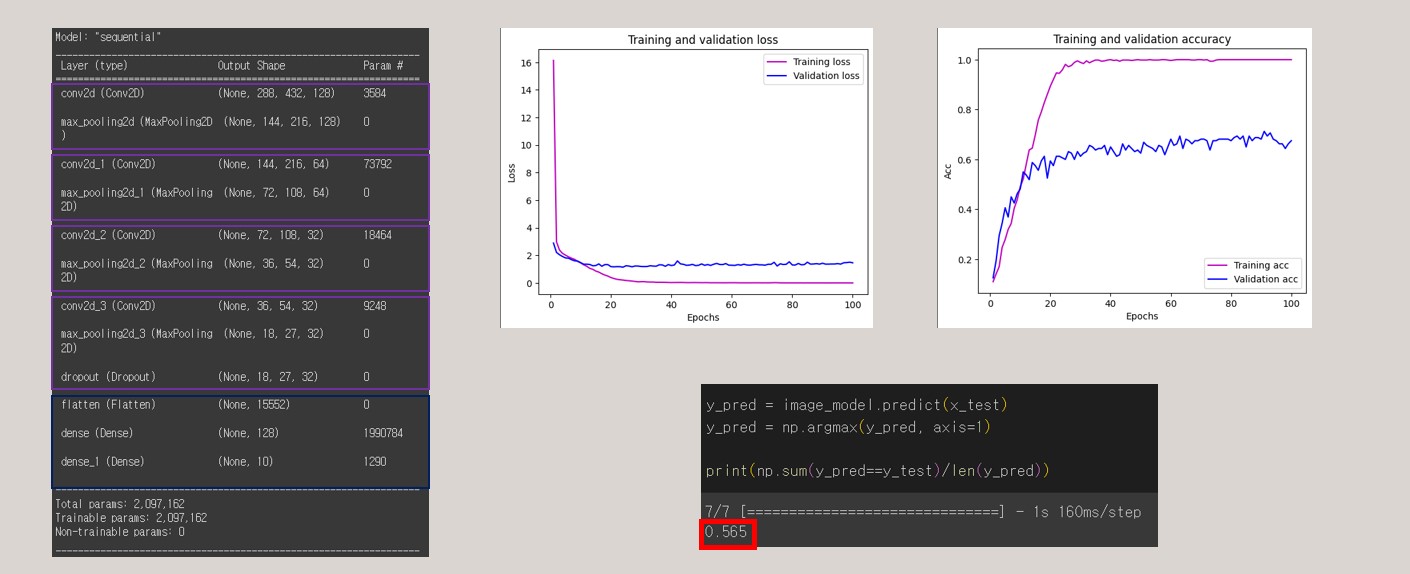 Model: "sequential"
Layer (type) Output Shape Param #
conv2d (Conv2D) (None, 288, 432, 128) 3584
max_pooling2d (MaxPooling2D (None, 144, 216, 128) 0
)
conv2d_1 (Conv2D) (None, 144, 216, 64) 73792
max_pooling2d_1 (MaxPooling (None, 72, 108, 64) 0
2D)
conv2d_2 (Conv2D) (None, 72, 108, 32) 18464
max_pooling2d_2 (MaxPooling (None, 36, 54, 32) 0
2D)
conv2d_3 (Conv2D) (None, 36, 54, 32) 9248
max_pooling2d_3 (MaxPooling (None, 18, 27, 32) 0
2D)
dropout (Dropout) (None, 18, 27, 32) 0
flatten (Flatten) (None, 15552) 0
dense (Dense) (None, 128) 1990784
dense_1 (Dense) (None, 10) 1290
Total params: 2,097,162
Trainable params: 2,097,162
Non-trainable params: 0
Training and validation loss
Training loss
Validation loss
16
14
12
10
8
6
4
2
0
Loss
0 20 40 60 80 100
Epochs
Training and validation accuracy
1.0
0.8
0.6
0.4
0.2
Acc
Training acc
Validation acc
0 20 40 60 80 100
Epochs
y_pred = image_model.predict(x_test)
y_pred = np.argmax(y_pred, axis=1)
print(np.sum(y_pred==y_test)/len(y_pred))
7/7 [==============================] - 1s 160ms/step
0.565